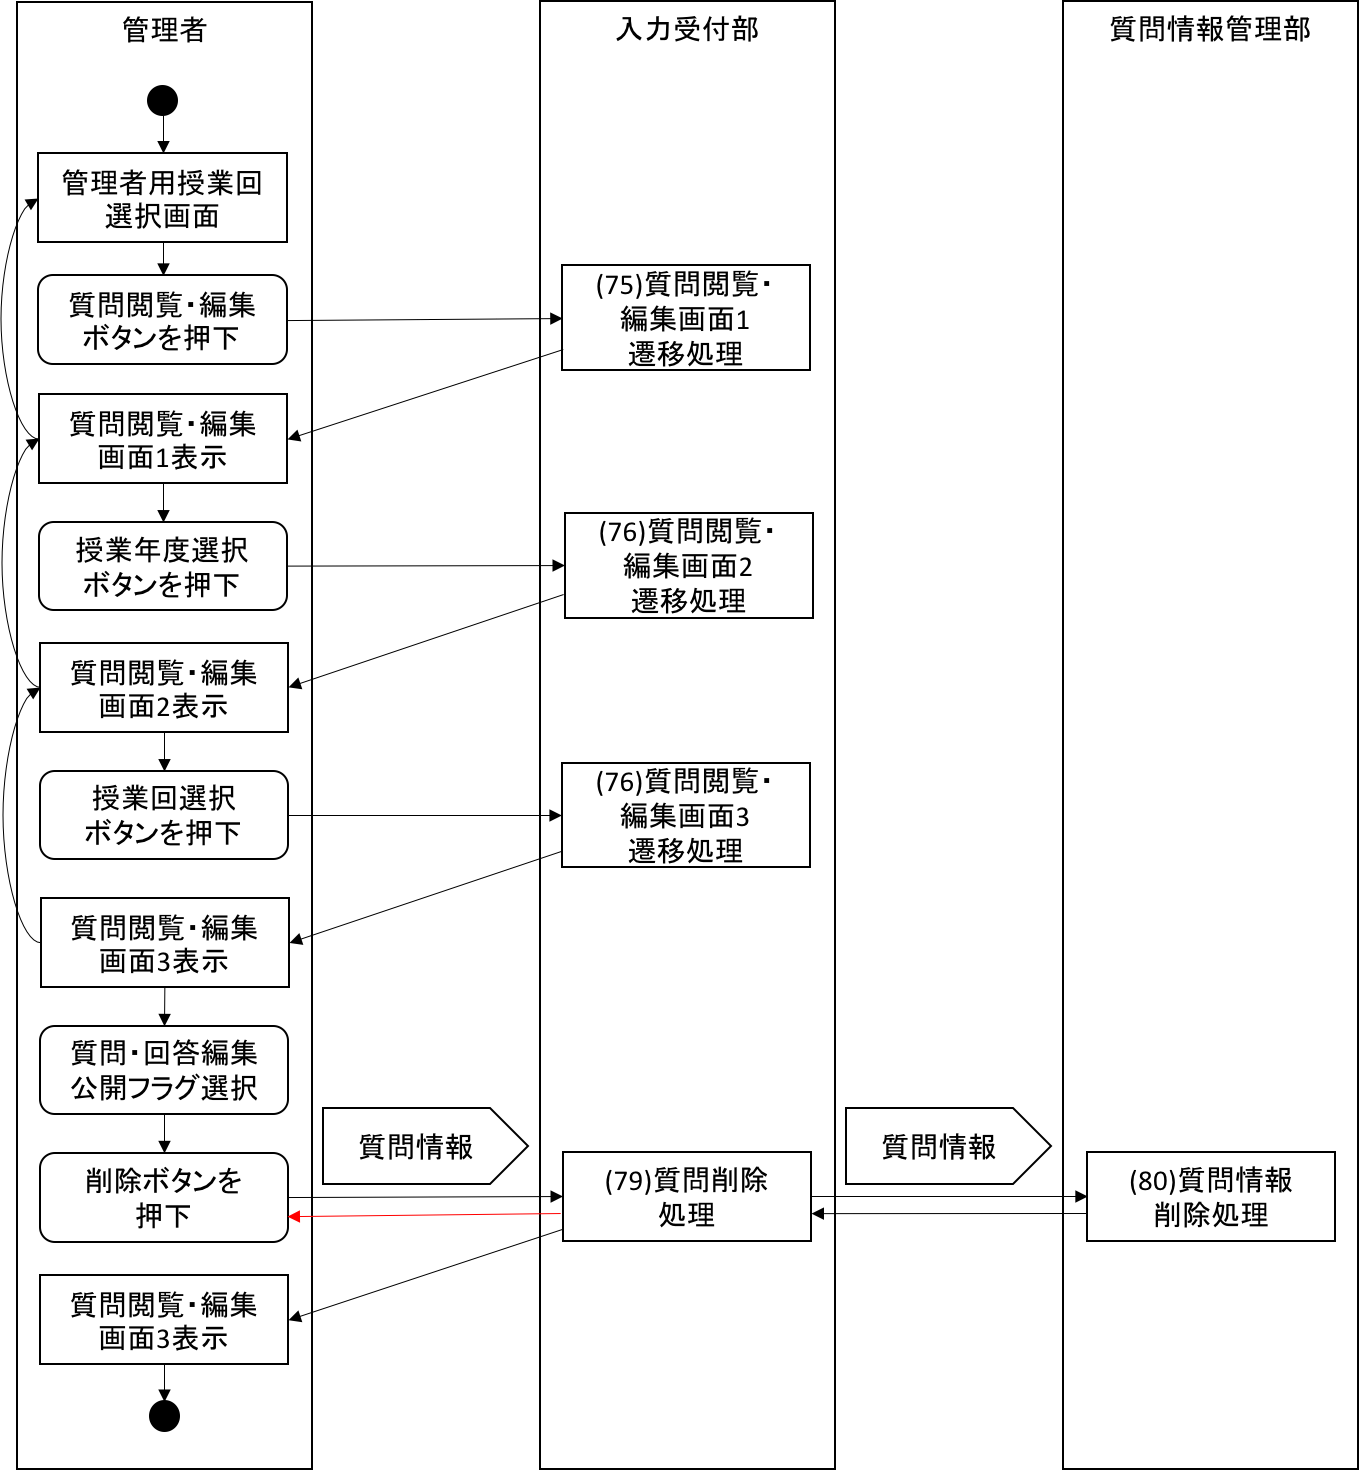 管理者
入力受付部
質問情報管理部
管理者用授業回
選択画面
質問閲覧・編集
ボタンを押下
(75)質問閲覧・
編集画面1
遷移処理
質問閲覧・編集
画面1表示
授業年度選択
ボタンを押下
(76)質問閲覧・
編集画面2
遷移処理
質問閲覧・編集
画面2表示
授業回選択
ボタンを押下
(76)質問閲覧・
編集画面3
遷移処理
質問閲覧・編集
画面3表示
質問・回答編集
公開フラグ選択
質問情報
質問情報
削除ボタンを
押下
(79)質問削除
処理
(80)質問情報
削除処理
質問閲覧・編集
画面3表示